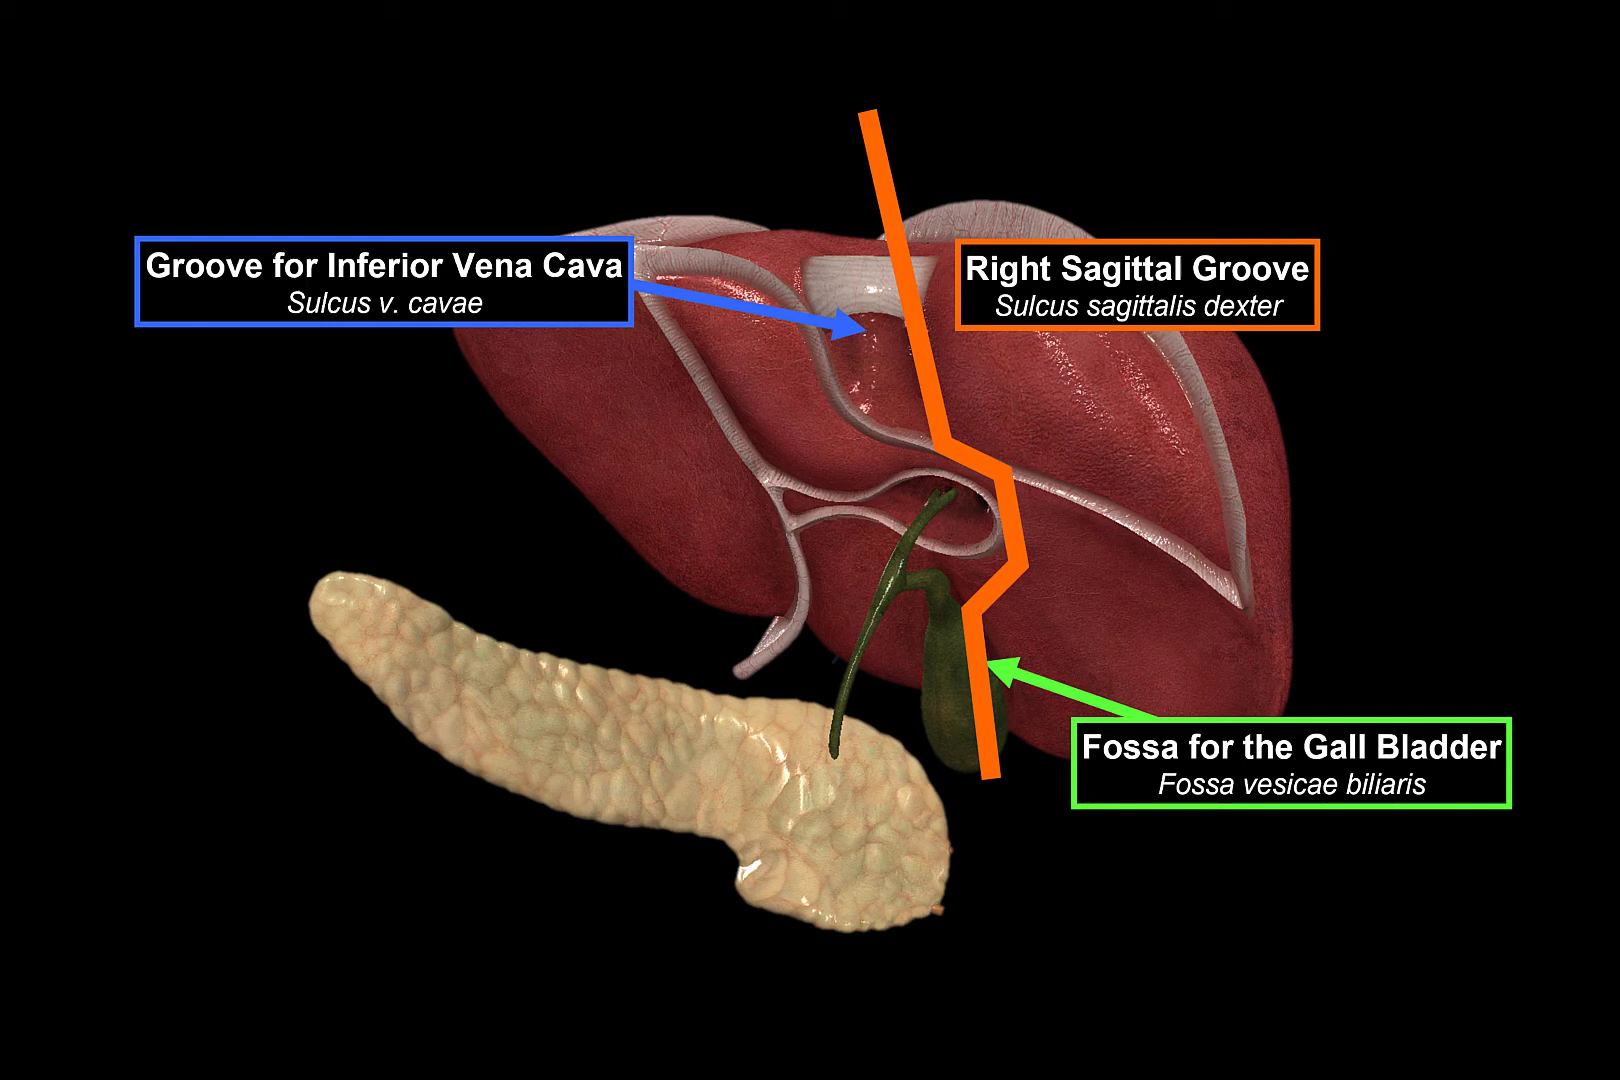 Groove for Inferior Vena Cava
Sulcus v. cavae
Right Sagittal Groove
Sulcus sagittalis dexter
Fossa for the Gall Bladder
Fossa vesicae biliaris